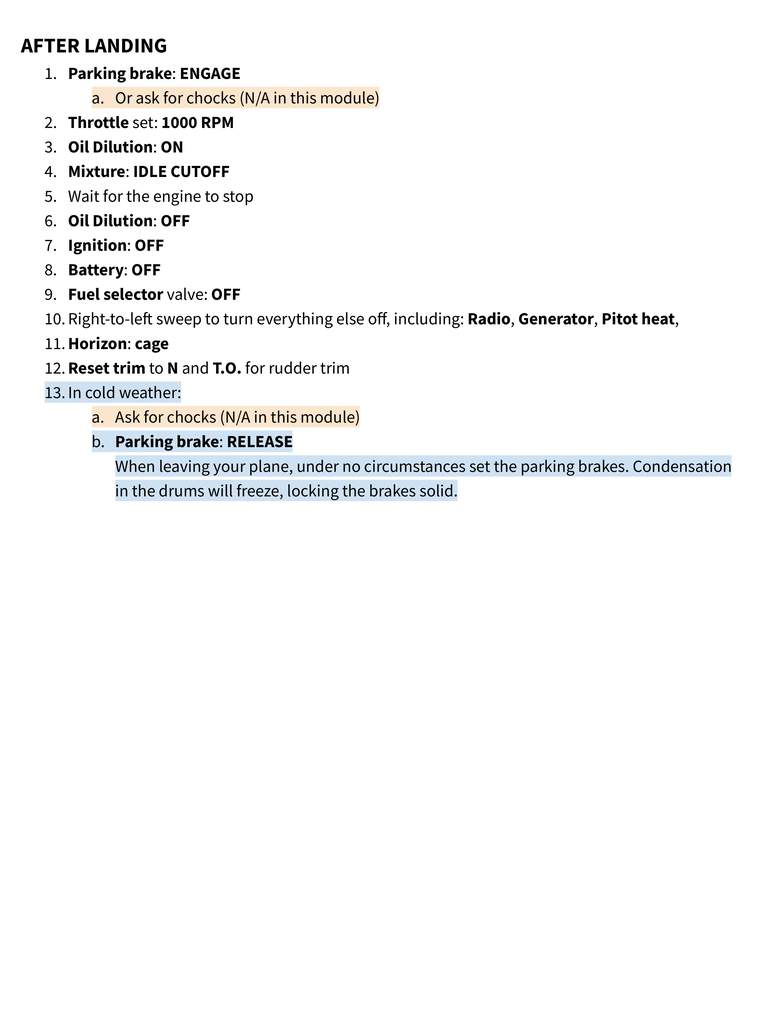 AFTER LANDING
1. Parking brake: ENGAGE
a. Or ask for chocks (N/A in this module)
2. Throttle set: 1000 RPM
3. Oil Dilution: ON
4. Mixture: IDLE CUTOFF
5. Wait for the engine to stop
6. Oil Dilution: OFF
7. Ignition: OFF
8. Battery: OFF
9. Fuel selector valve: OFF
10. Right-to-left sweep to turn everything else off, including: Radio, Generator, Pitot heat,
11. Horizon: cage
12. Reset trim to N and T.O. for rudder trim
13. In cold weather:
a. Ask for chocks (N/A in this module)
b. Parking brake: RELEASE
When leaving your plane, under no circumstances set the parking brakes. Condensation
in the drums will freeze, locking the brakes solid.